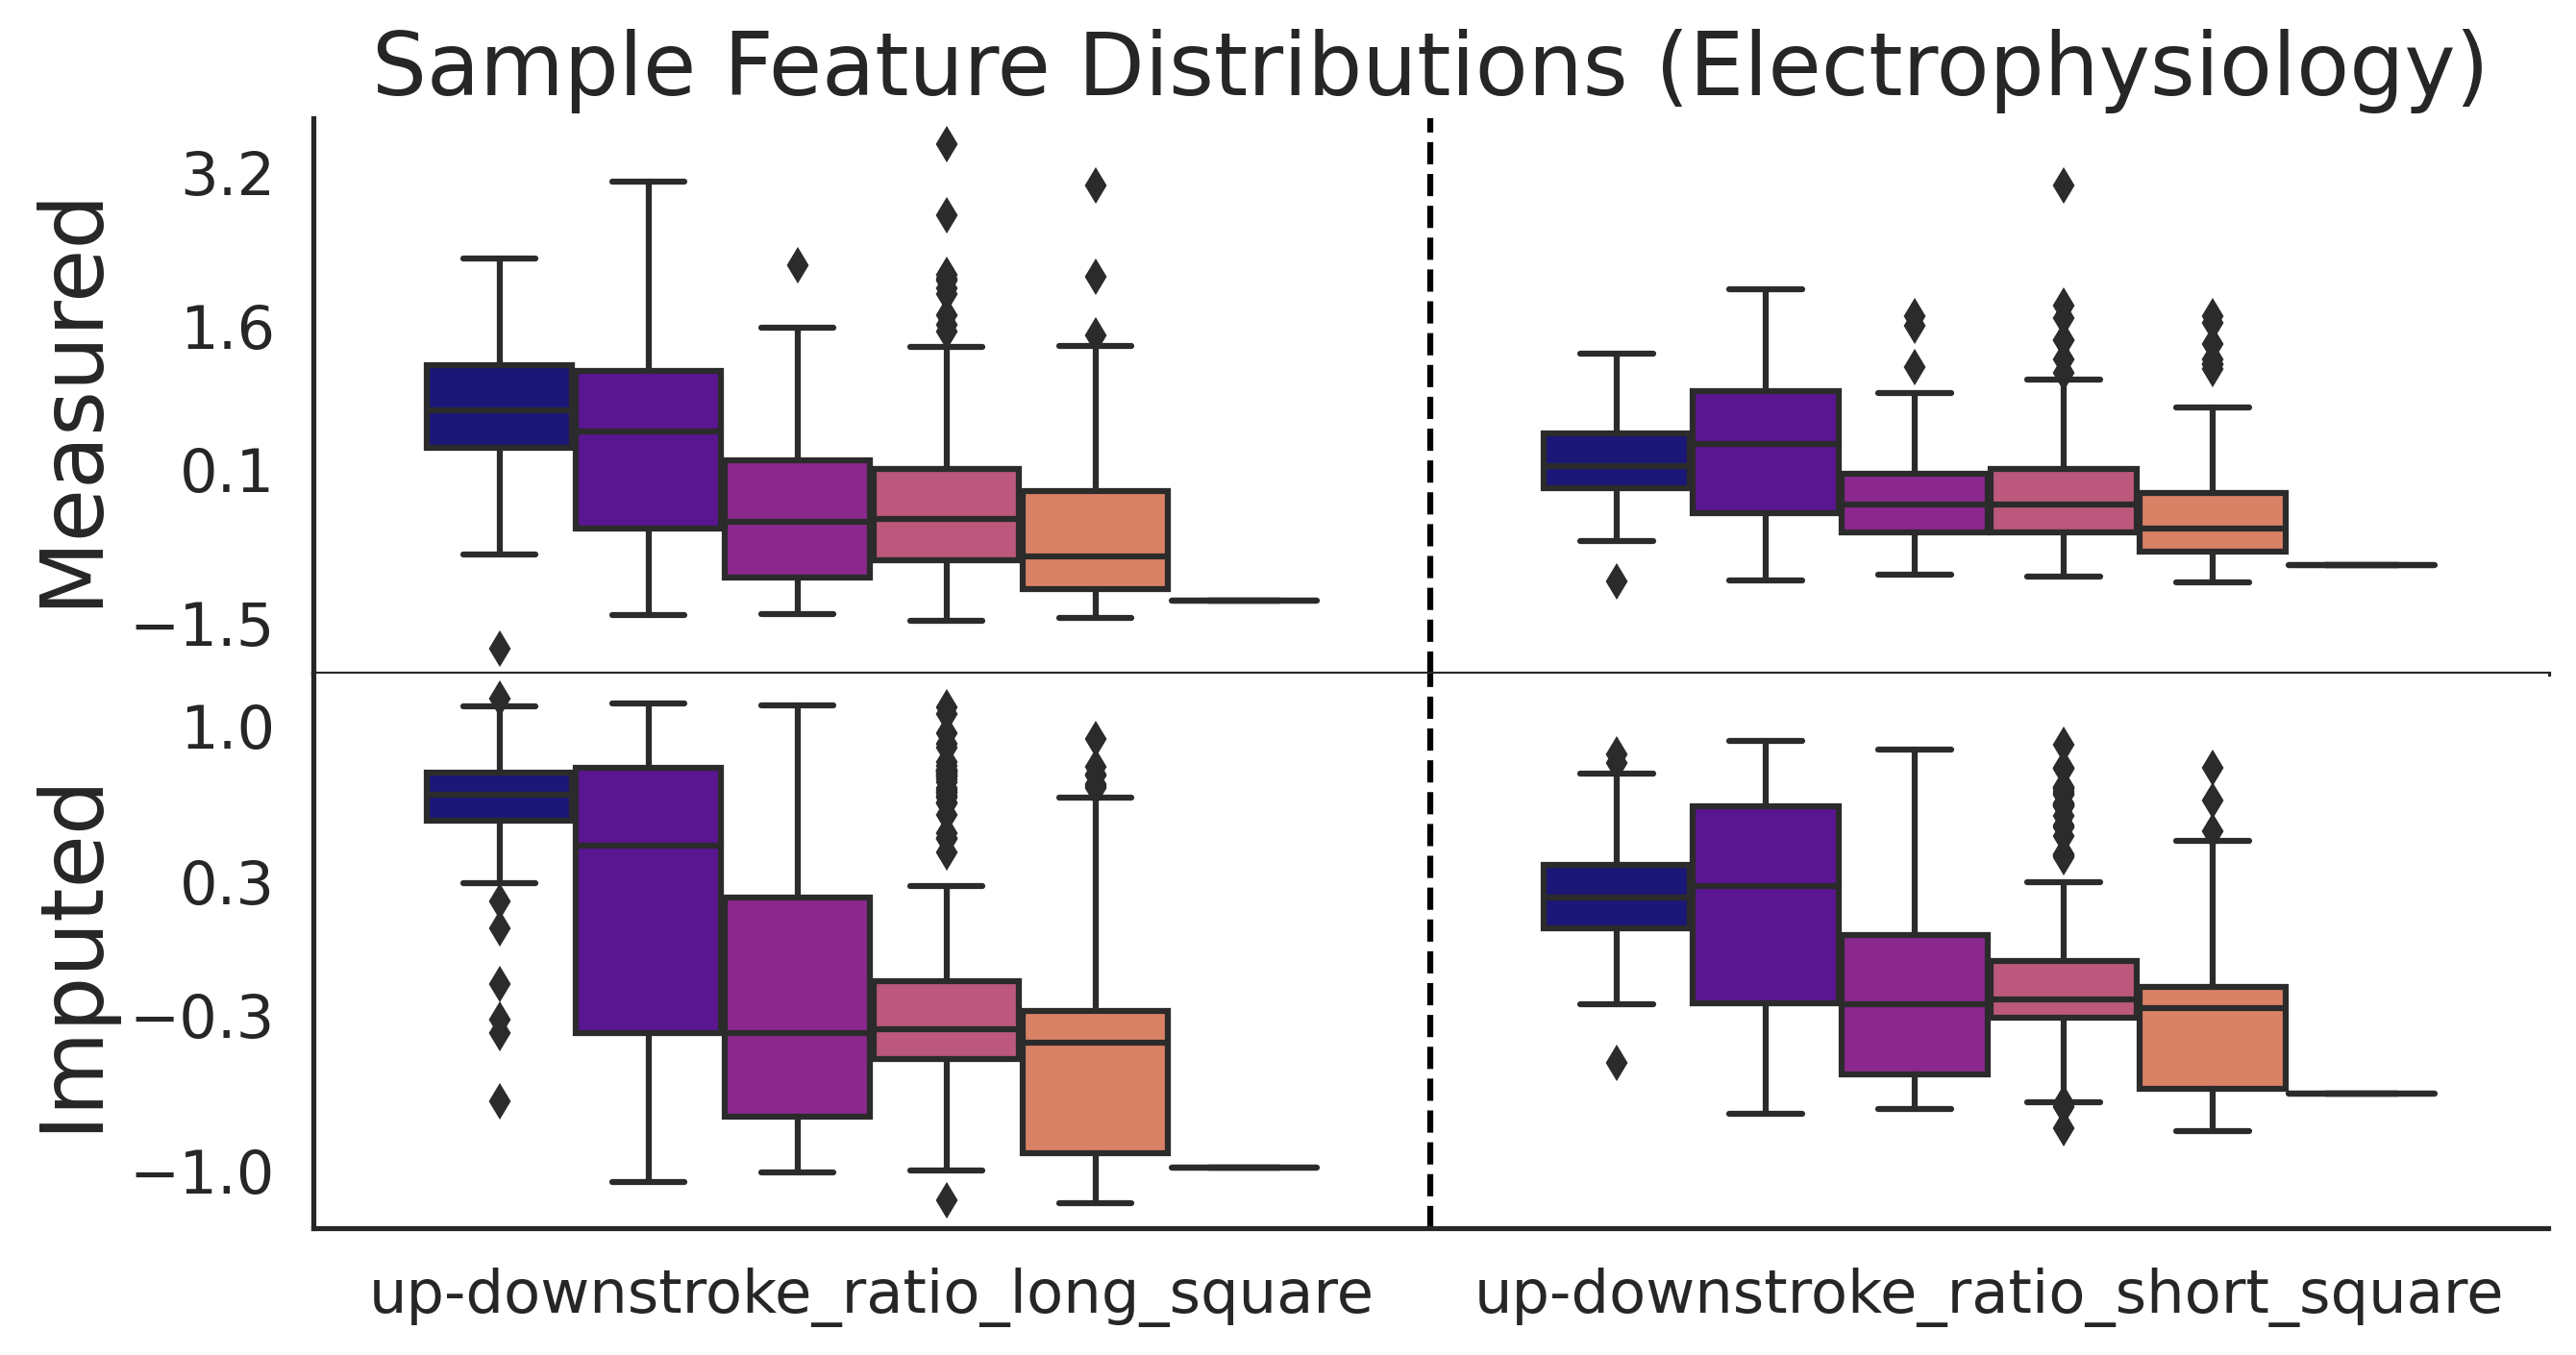 Sample Feature Distributions (Electrophysiology)
Measured
3.2
1.6
0.1
−1.5
Imputed
1.0
0.3
−0.3
−1.0
up-downstroke_ratio_long_square
up-downstroke_ratio_short_square